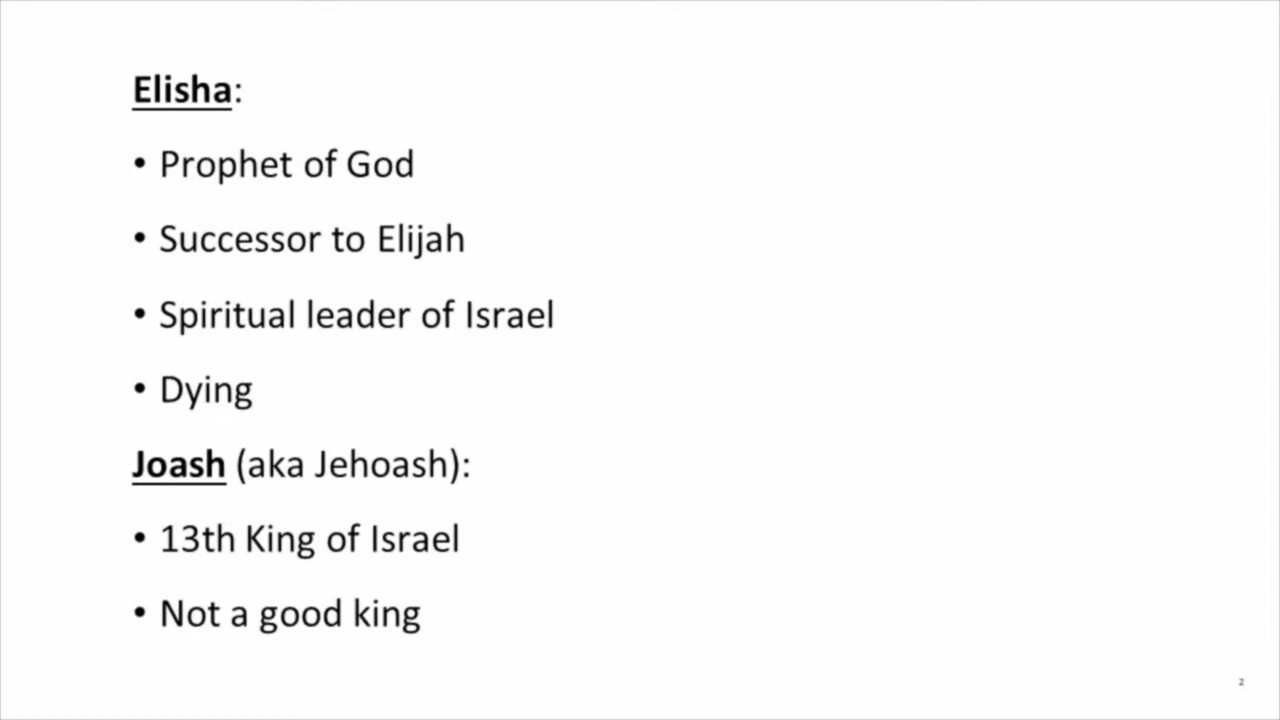 Elisha:
• Prophet of God
• Successor to Elijah
• Spiritual leader of Israel
• Dying
Joash (aka Jehoash):
• 13th King of Israel
• Not a good king
2